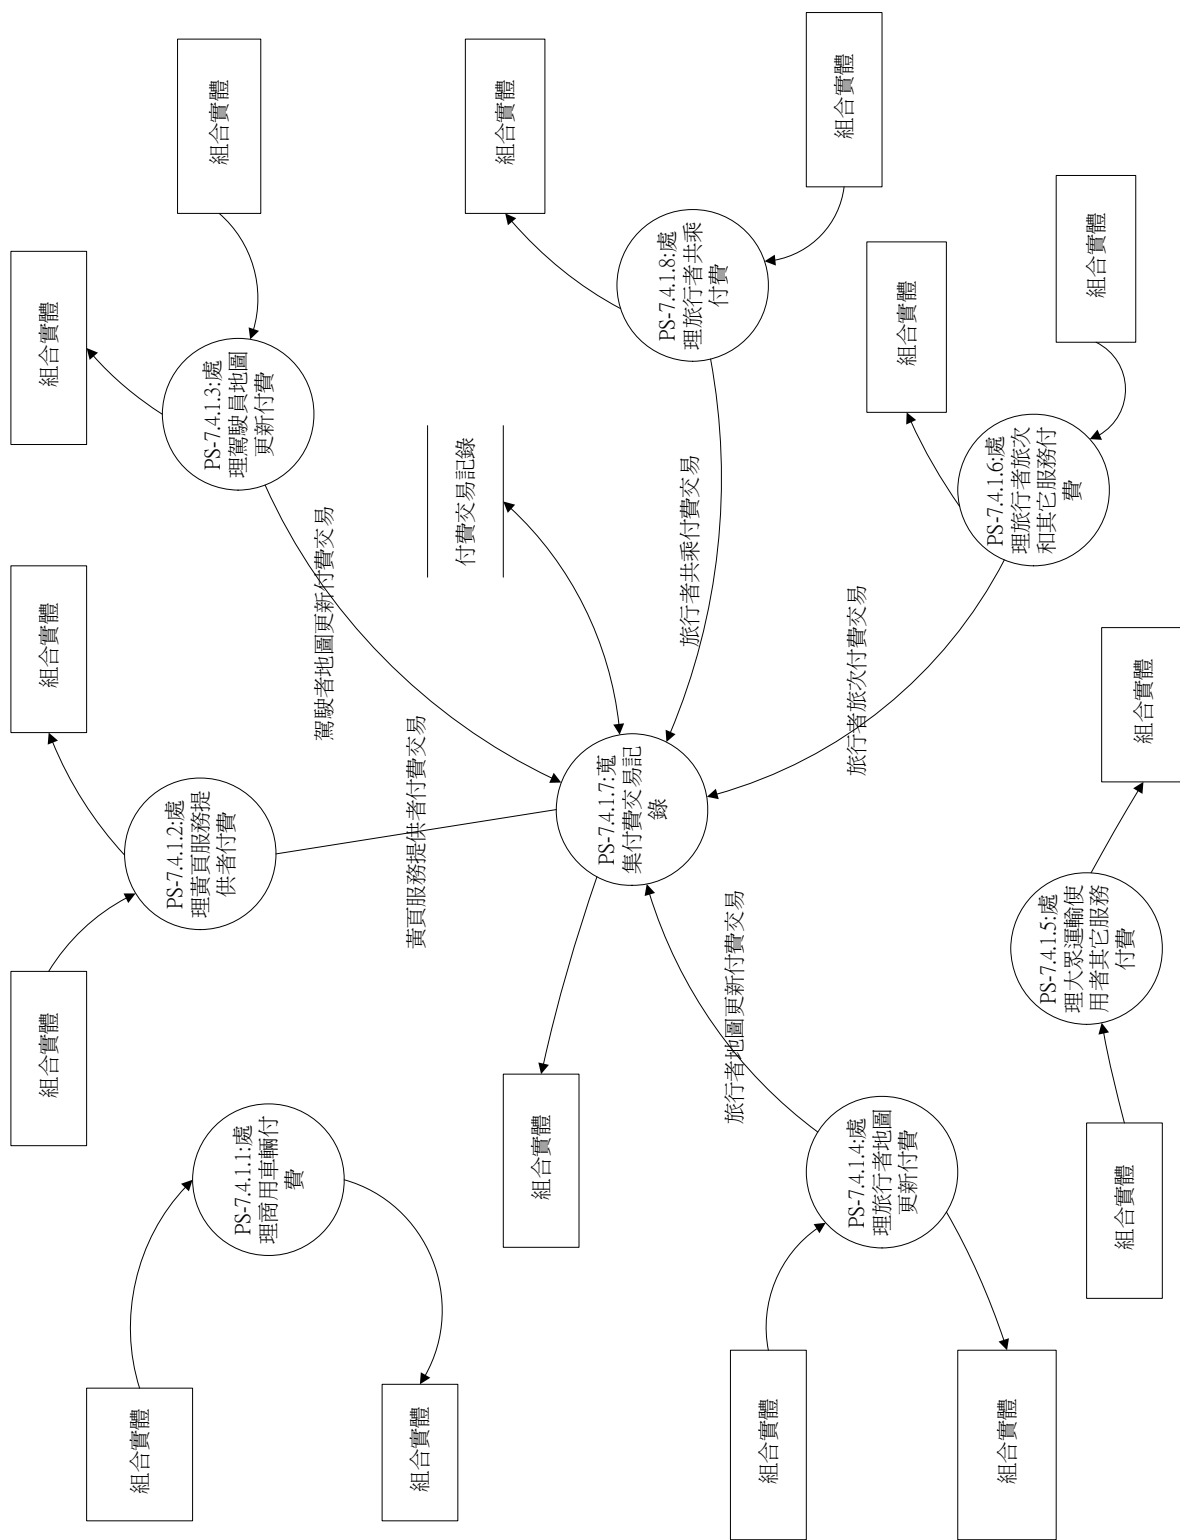 組合實體
組合實體
組合實體
組合實體
PS-7.4.1.2:處
理黃頁服務提
供者付費
PS-7.4.1.3:處
理駕駛員地圖
更新付費
組合實體
PS-7.4.1.1:處
理商用車輛付
費
駕駛者地圖更新付費交易
黃頁服務提供者付費交易
組合實體
付費交易記錄
組合實體
組合實體
PS-7.4.1.7:蒐
集付費交易記
錄
PS-7.4.1.8:處
理旅行者共乘
付費
旅行者共乘付費交易
旅行者地圖更新付費交易
組合實體
組合實體
旅行者旅次付費交易
PS-7.4.1.4:處
理旅行者地圖
更新付費
組合實體
PS-7.4.1.6:處
理旅行者旅次
和其它服務付
費
組合實體
PS-7.4.1.5:處
理大眾運輸使
用者其它服務
付費
組合實體
組合實體
組合實體